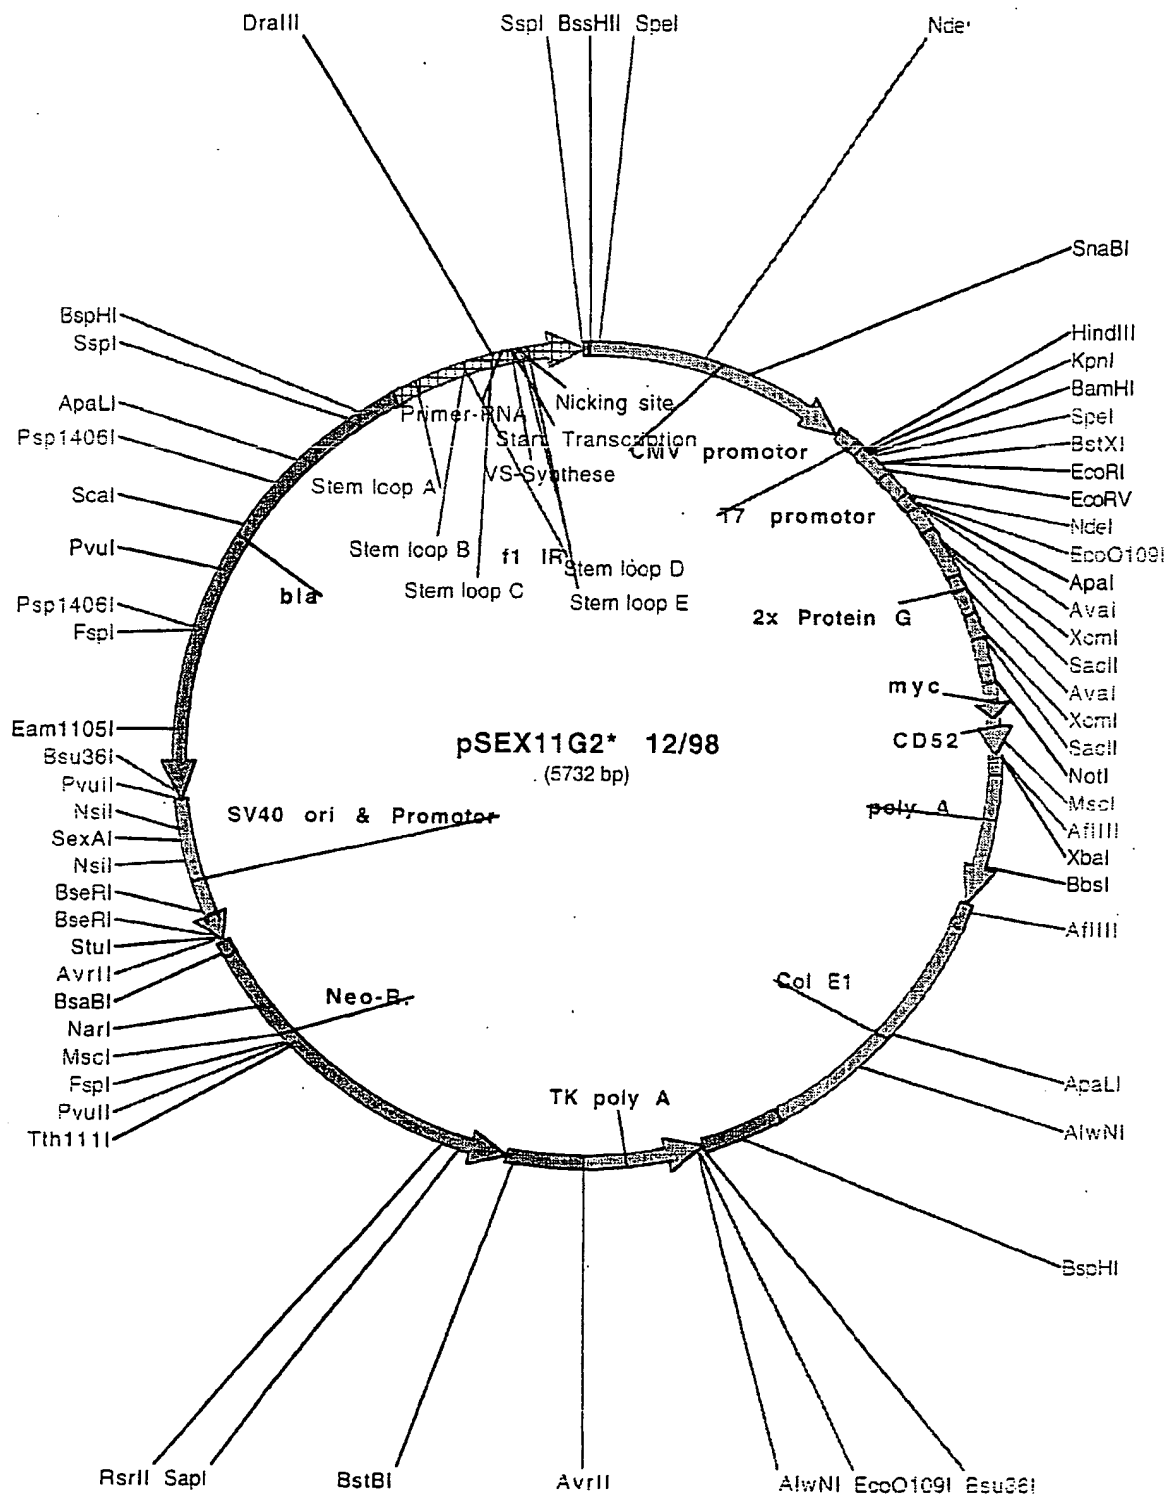 DraIII
SspI BssHII SpeI
Nde'
SnaBI
BspHI
SspI
ApaLI
Psp1406I
ScaI
PvuI
Psp1406I
FspI
Eam1105I
Bsu36I
PvuII
NsiI
SexAI
NsiI
BseRI
BseRI
StuI
AvrII
BsaBI
NarI
MscI
FspI
PvuII
Tth111I
HindIII
KpnI
BamHI
SpeI
BstXI
EcoRI
EcoRV
NdeI
EcoO109I
ApaI
AvaI
XcmI
SacII
AvaI
XcmI
SacII
NotI
MscI
AflIII
XbaI
BbsI
AflIII
ApaLI
AlwNI
BspHI
Primer-RNA
Nicking site
Start Transcription
VS-Synthese
CMV promotor
Stem loop A
Stem loop B
Stem loop C
f1 IR
Stem loop D
Stem loop E
T7 promotor
bla
2x Protein G
myc
CD52
pSEX11G2* 12/98
(5732 bp)
SV40 ori & Promotor
poly A
Neo-R.
Col E1
TK poly A
RsrII SapI
BstBI
AvrII
AlwNI EcoO109I Bsu36I